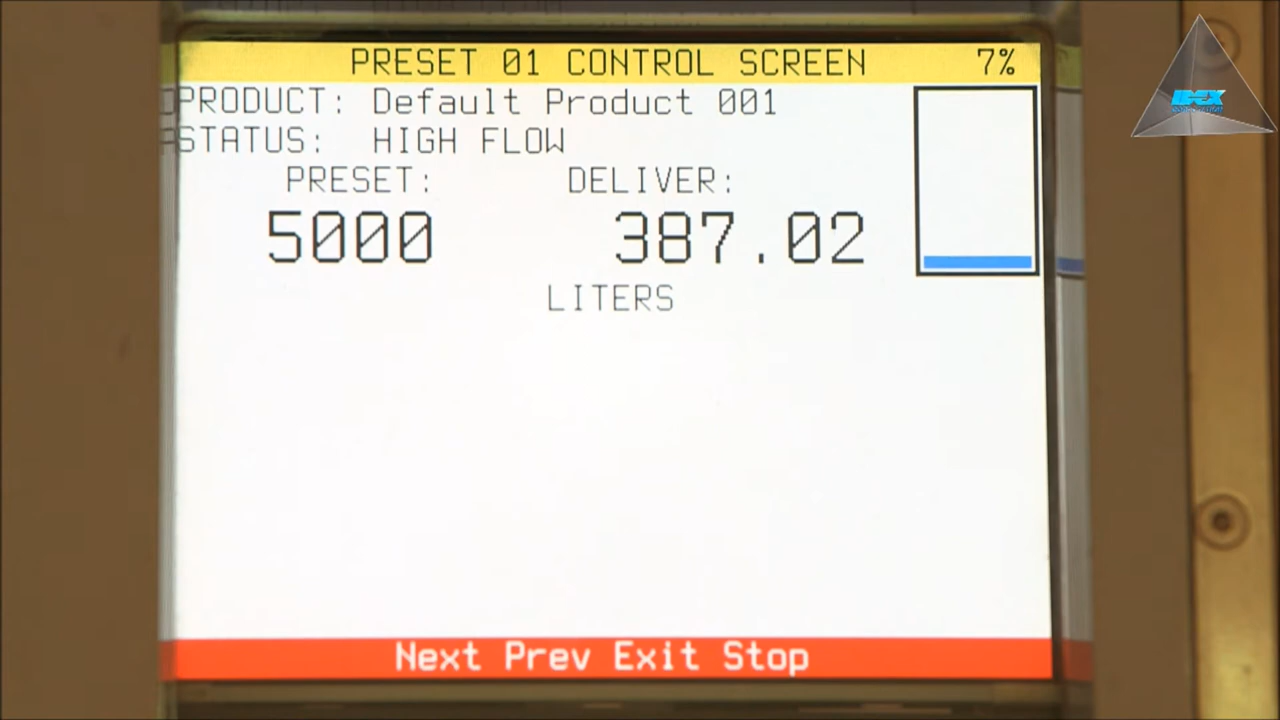 PRESET 01 CONTROL SCREEN 7%
PRODUCT: Default Product 001
STATUS: HIGH FLOW
PRESET: DELIVER:
5000 387.02
LITERS
Next Prev Exit Stop
IDEX